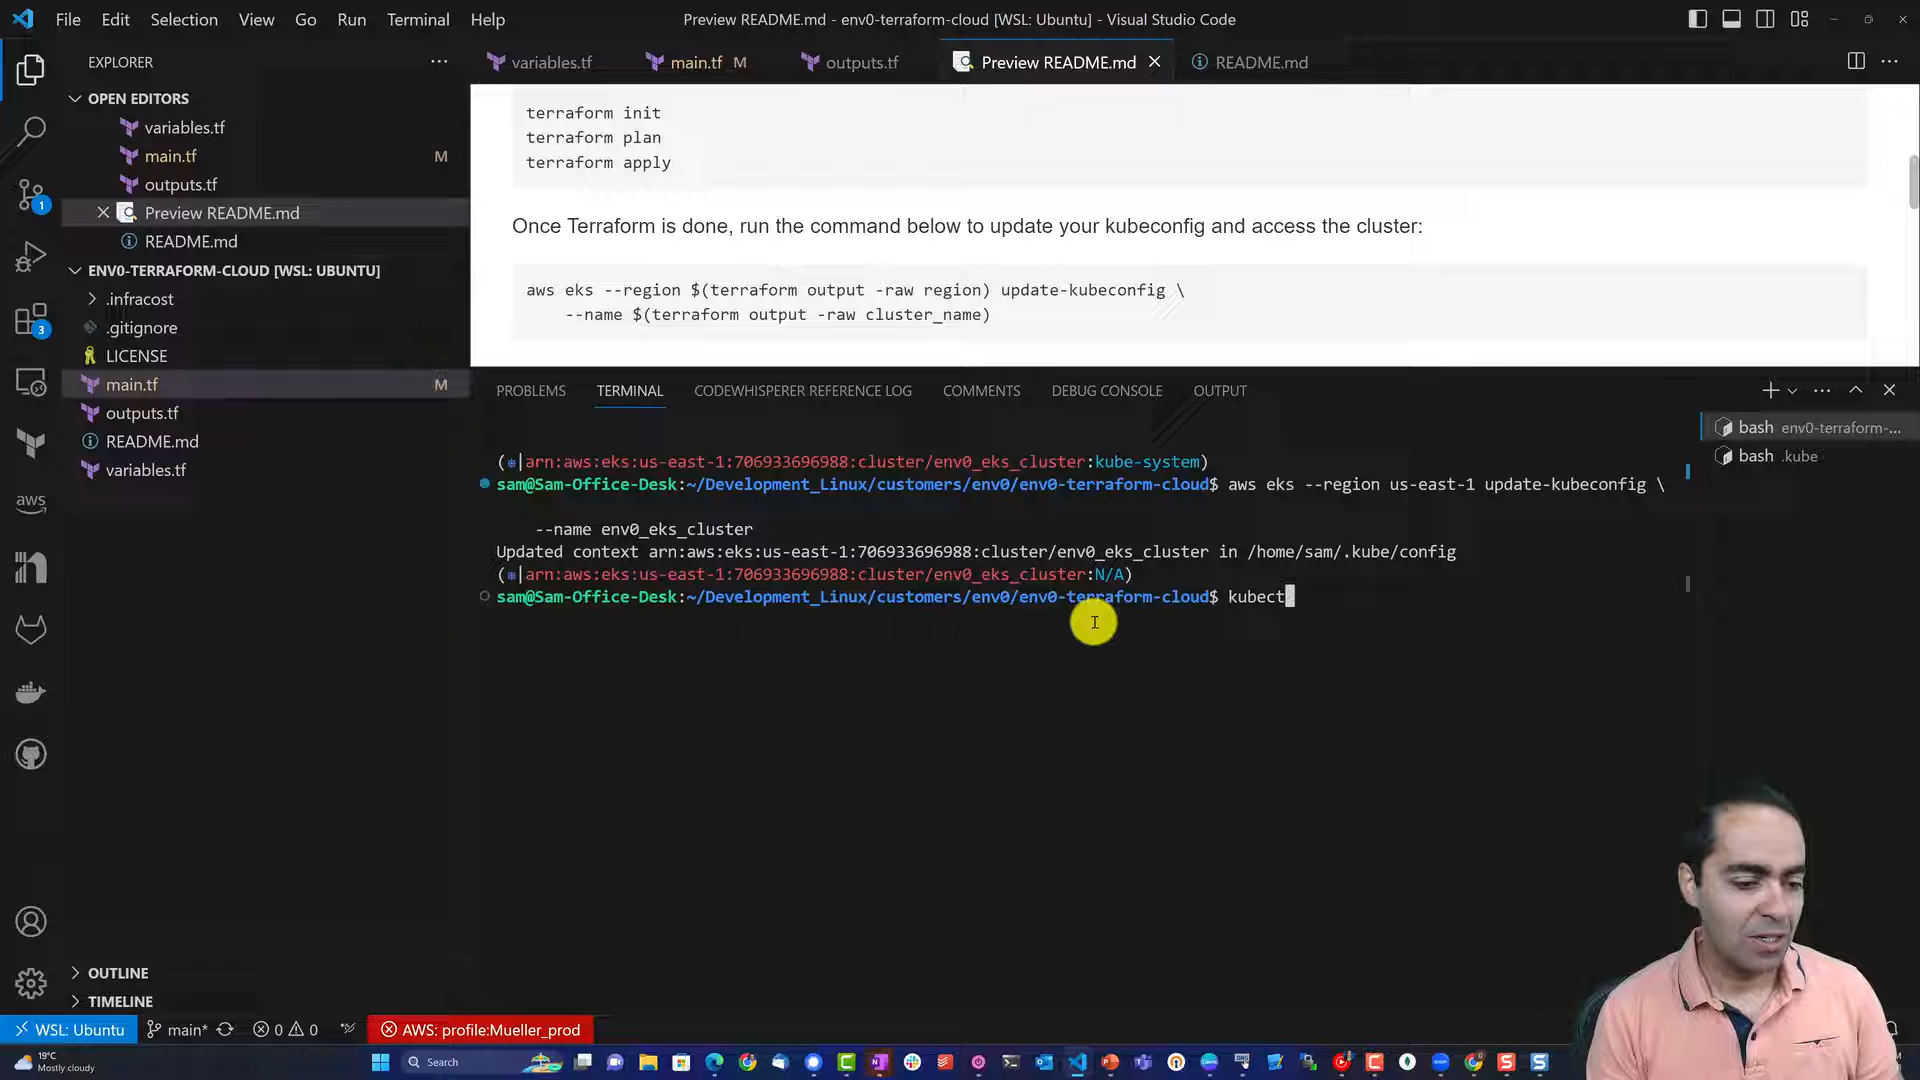 File Edit Selection View Go Run Terminal Help
Preview README.md - env0-terraform-cloud [WSL: Ubuntu] - Visual Studio Code
EXPLORER
variables.tf
main.tf M
outputs.tf
Preview README.md
README.md
OPEN EDITORS
variables.tf
main.tf M
outputs.tf
Preview README.md
README.md
ENV0-TERRAFORM-CLOUD [WSL: UBUNTU]
.infracost
.gitignore
LICENSE
main.tf M
outputs.tf
README.md
variables.tf
1
3
aws
terraform init
terraform plan
terraform apply
Once Terraform is done, run the command below to update your kubeconfig and access the cluster:
aws eks --region $(terraform output -raw region) update-kubeconfig \
--name $(terraform output -raw cluster_name)
PROBLEMS TERMINAL CODEWHISPERER REFERENCE LOG COMMENTS DEBUG CONSOLE OUTPUT
bash env0-terraform-...
bash .kube
(⎈|arn:aws:eks:us-east-1:706933696988:cluster/env0_eks_cluster:kube-system)
sam@Sam-Office-Desk:~/Development_Linux/customers/env0/env0-terraform-cloud$ aws eks --region us-east-1 update-kubeconfig \
--name env0_eks_cluster
Updated context arn:aws:eks:us-east-1:706933696988:cluster/env0_eks_cluster in /home/sam/.kube/config
(⎈|arn:aws:eks:us-east-1:706933696988:cluster/env0_eks_cluster:N/A)
sam@Sam-Office-Desk:~/Development_Linux/customers/env0/env0-terraform-cloud$ kubect
OUTLINE
TIMELINE
WSL: Ubuntu main* 0 0 AWS: profile:Mueller_prod
19°C
Mostly cloudy
Search